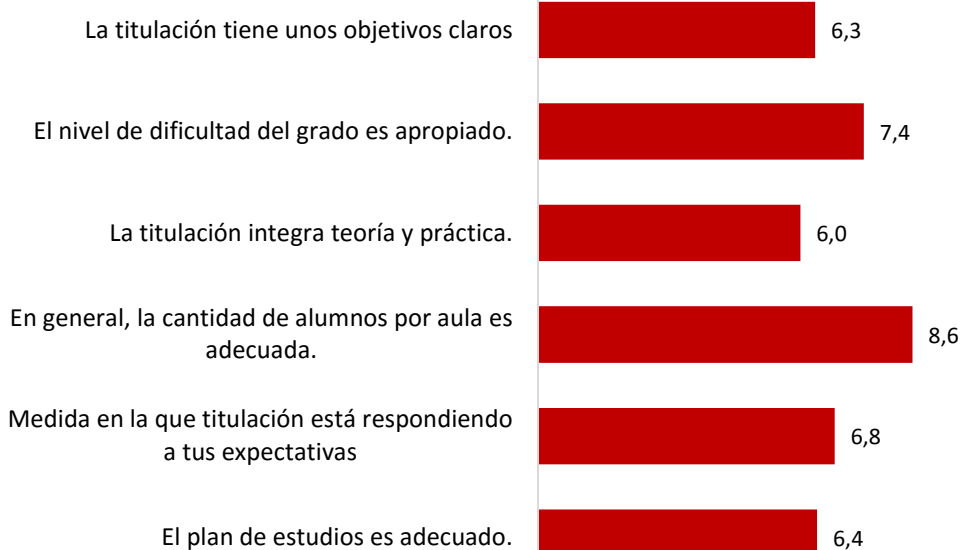 La titulación tiene unos objetivos claros
6,3
El nivel de dificultad del grado es apropiado.
7,4
La titulación integra teoría y práctica.
6,0
En general, la cantidad de alumnos por aula es
adecuada.
8,6
Medida en la que titulación está respondiendo
a tus expectativas
6,8
El plan de estudios es adecuado.
6,4